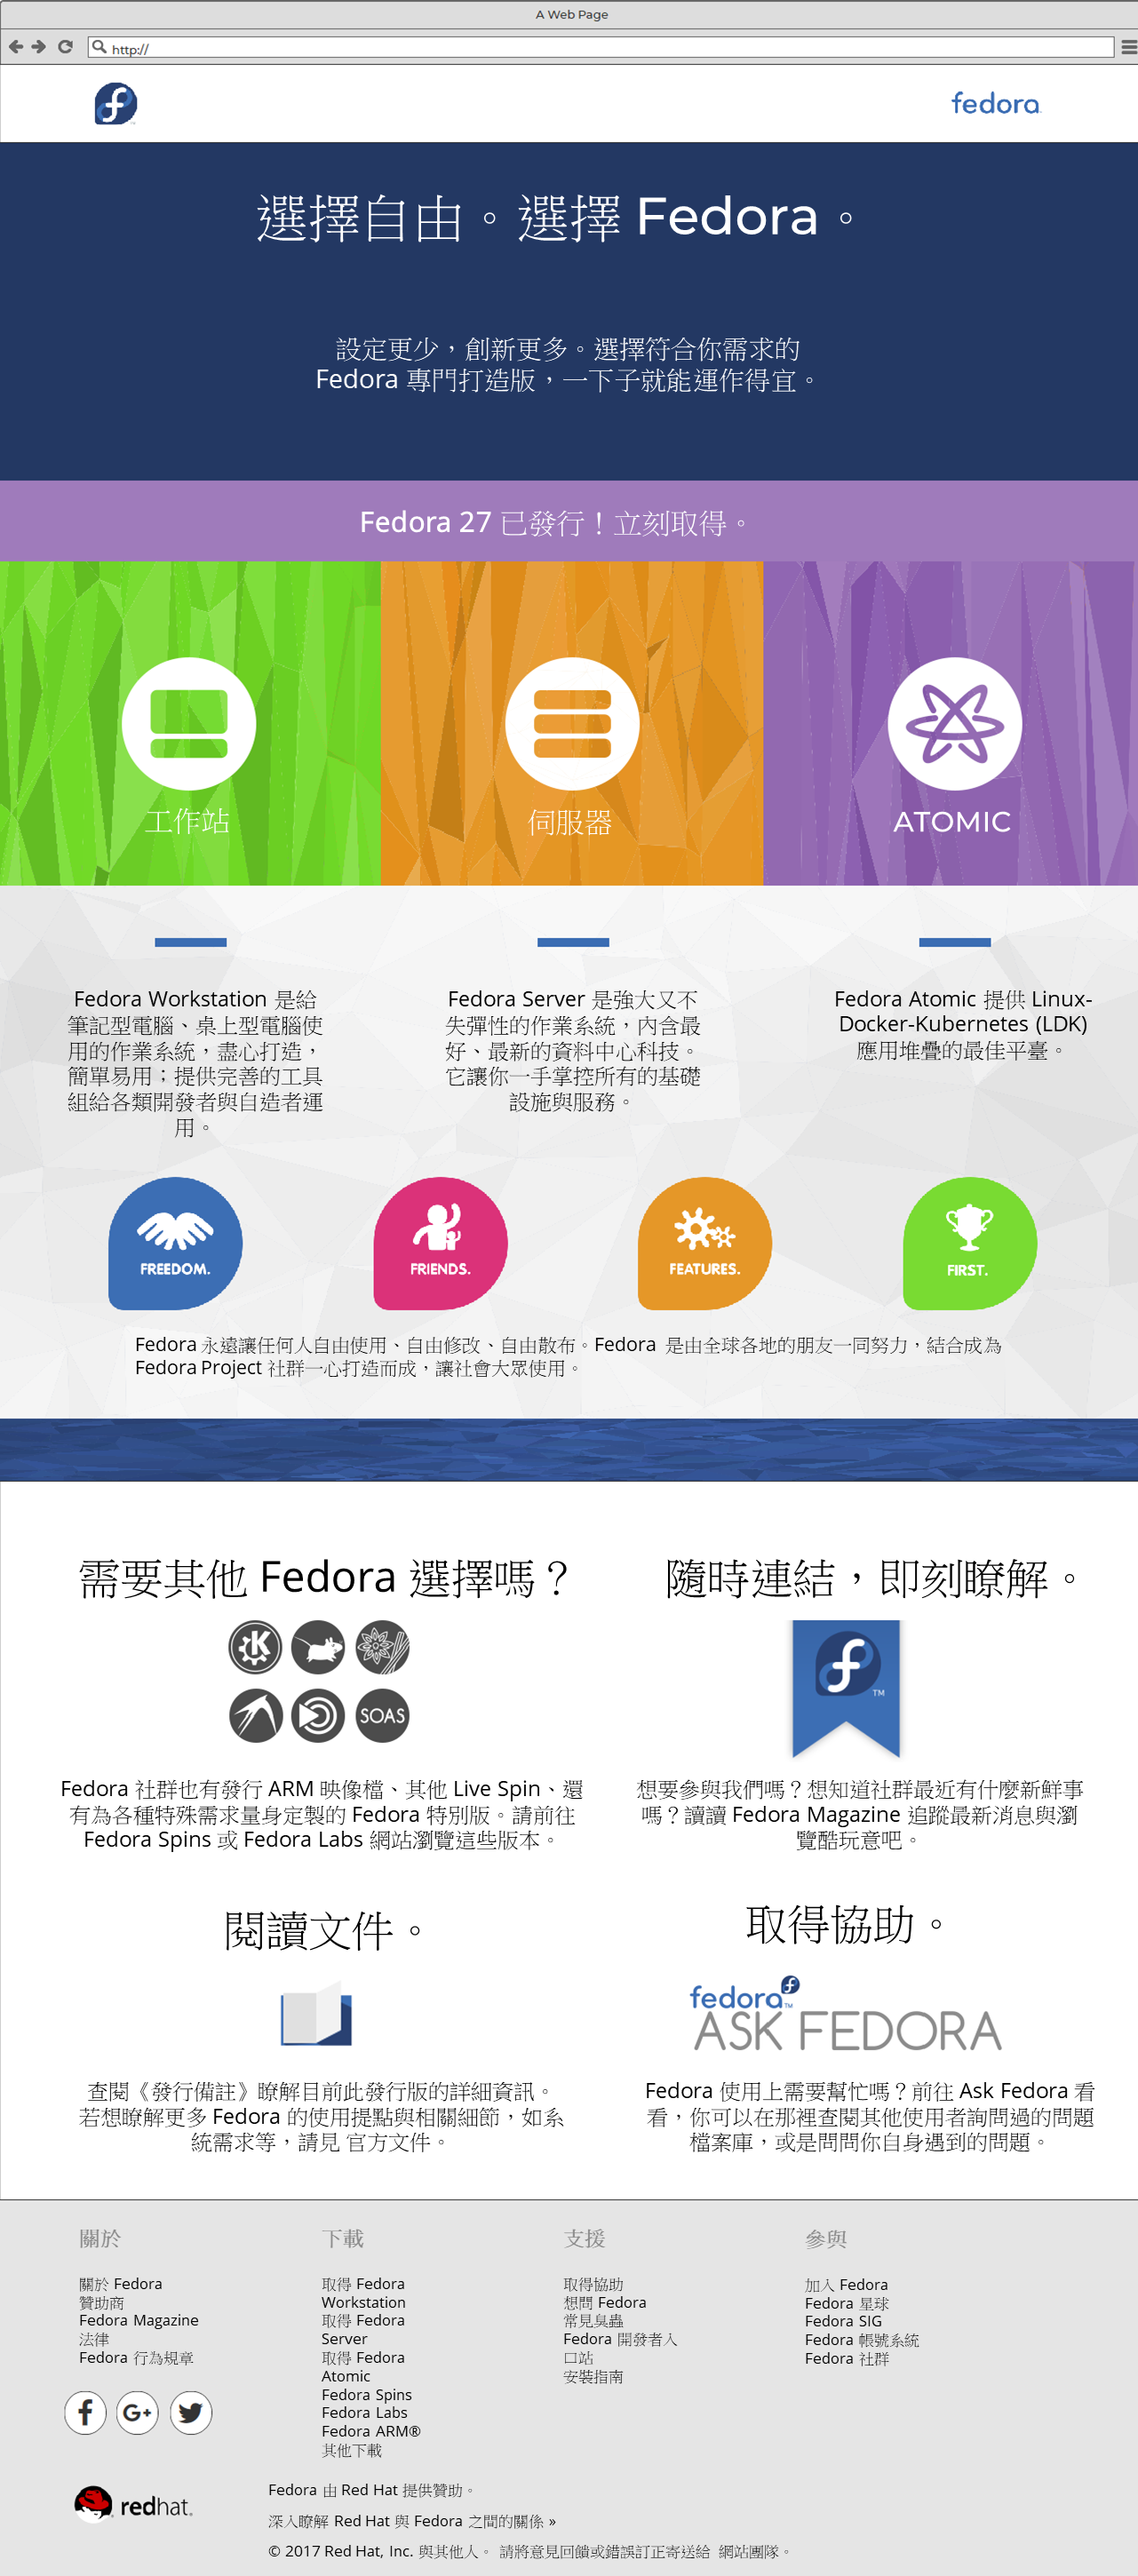 A Web Page
http://
fedora
選擇自由。選擇 Fedora。
設定更少，創新更多。選擇符合你需求的
Fedora 專門打造版，一下子就能運作得宜。
Fedora 27 已發行！立刻取得。
工作站
伺服器
ATOMIC
Fedora Workstation 是給
筆記型電腦、桌上型電腦使
用的作業系統，盡心打造，
簡單易用；提供完善的工具
組給各類開發者與自造者運
用。
Fedora Server 是強大又不
失彈性的作業系統，內含最
好、最新的資料中心科技。
它讓你一手掌控所有的基礎
設施與服務。
Fedora Atomic 提供 Linux-
Docker-Kubernetes (LDK)
應用堆疊的最佳平臺。
FREEDOM.
FRIENDS.
FEATURES.
FIRST.
Fedora 永遠讓任何人自由使用、自由修改、自由散布。Fedora 是由全球各地的朋友一同努力，結合成為
Fedora Project 社群一心打造而成，讓社會大眾使用。
需要其他 Fedora 選擇嗎？
SOAS
Fedora 社群也有發行 ARM 映像檔、其他 Live Spin、還
有為各種特殊需求量身定製的 Fedora 特別版。請前往
Fedora Spins 或 Fedora Labs 網站瀏覽這些版本。
隨時連結，即刻瞭解。
TM
想要參與我們嗎？想知道社群最近有什麼新鮮事
嗎？讀讀 Fedora Magazine 追蹤最新消息與瀏
覽酷玩意吧。
閱讀文件。
查閱《發行備註》瞭解目前此發行版的詳細資訊。
若想瞭解更多 Fedora 的使用提點與相關細節，如系
統需求等，請見 官方文件。
取得協助。
fedora™
ASK FEDORA
Fedora 使用上需要幫忙嗎？前往 Ask Fedora 看
看，你可以在那裡查閱其他使用者詢問過的問題
檔案庫，或是問問你自身遇到的問題。
關於
關於 Fedora
贊助商
Fedora Magazine
法律
Fedora 行為規章
下載
取得 Fedora
Workstation
取得 Fedora
Server
取得 Fedora
Atomic
Fedora Spins
Fedora Labs
Fedora ARM®
其他下載
支援
取得協助
想問 Fedora
常見臭蟲
Fedora 開發者入
口站
安裝指南
參與
加入 Fedora
Fedora 星球
Fedora SIG
Fedora 帳號系統
Fedora 社群
G+
redhat
Fedora 由 Red Hat 提供贊助。
深入瞭解 Red Hat 與 Fedora 之間的關係 »
© 2017 Red Hat, Inc. 與其他人。 請將意見回饋或錯誤訂正寄送給 網站團隊。